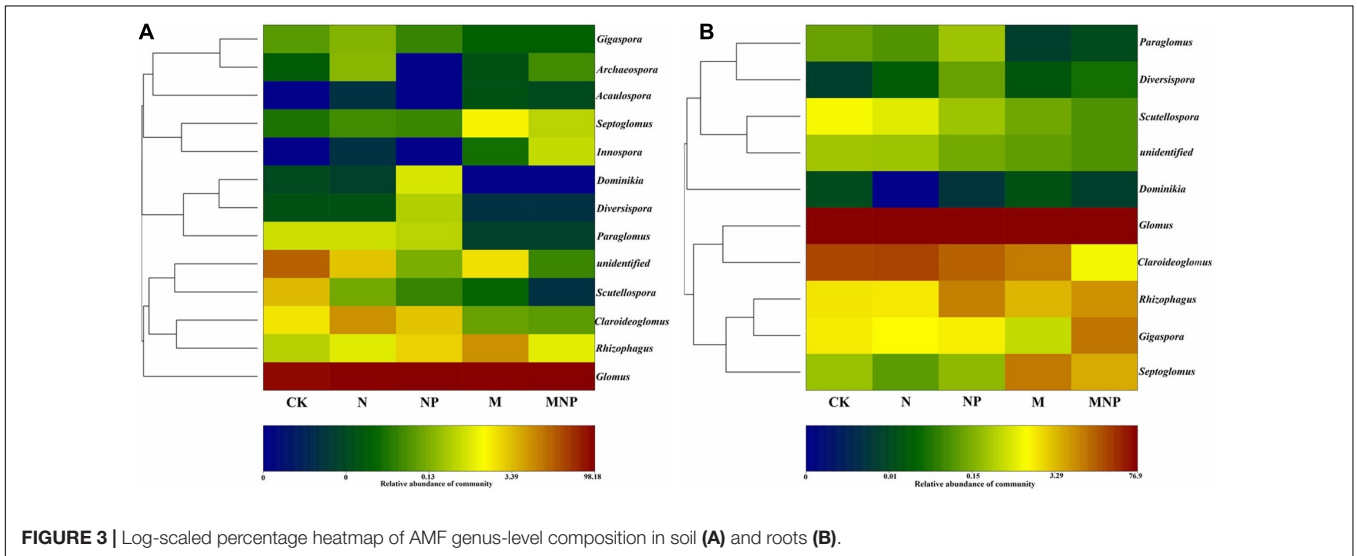 A
Gigaspora
Archaeospora
Acaulospora
Septoglomus
Innospora
Dominikia
Diversispora
Paraglomus
unidentified
Scutellospora
Claroideoglomus
Rhizophagus
Glomus
CK N NP M MNP
0 0 0.13 3.39 98.18
Relative abundance of community
B
Paraglomus
Diversispora
Scutellospora
unidentified
Dominikia
Glomus
Claroideoglomus
Rhizophagus
Gigaspora
Septoglomus
CK N NP M MNP
0 0.01 0.15 3.29 76.9
Relative abundance of community
FIGURE 3 | Log-scaled percentage heatmap of AMF genus-level composition in soil (A) and roots (B).